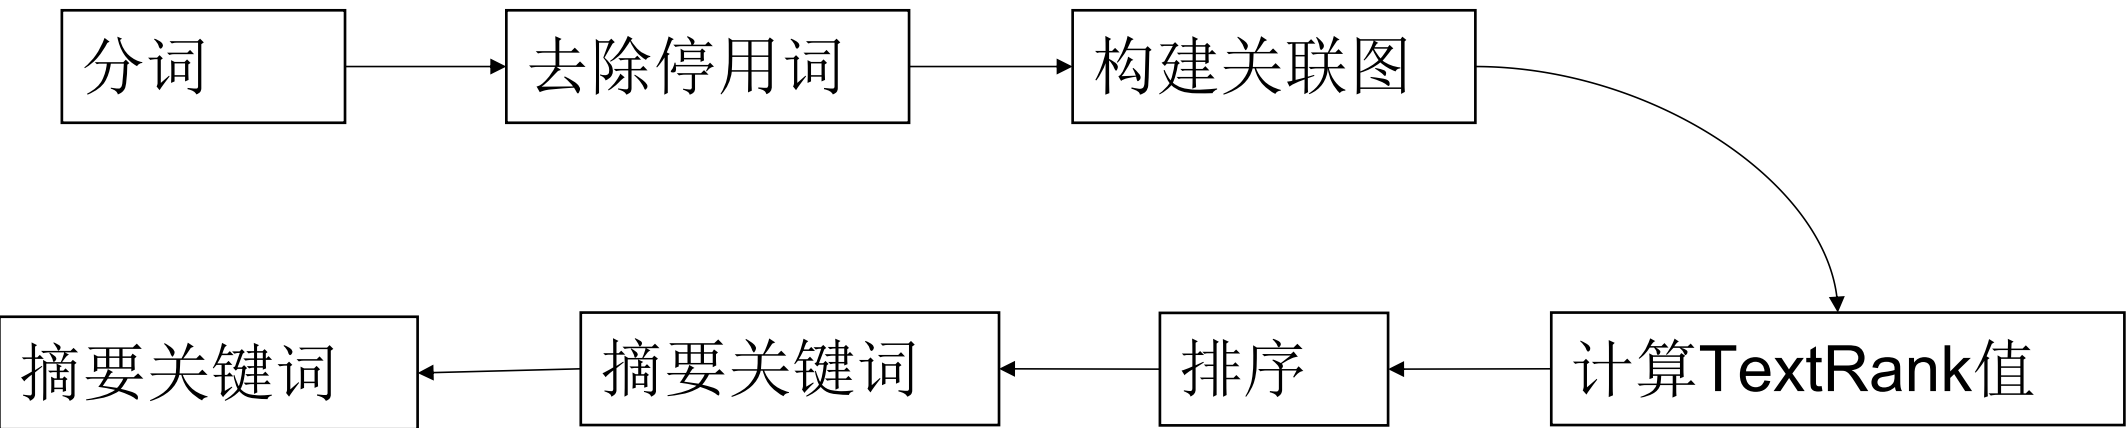 分词
去除停用词
构建关联图
计算TextRank值
排序
摘要关键词
摘要关键词